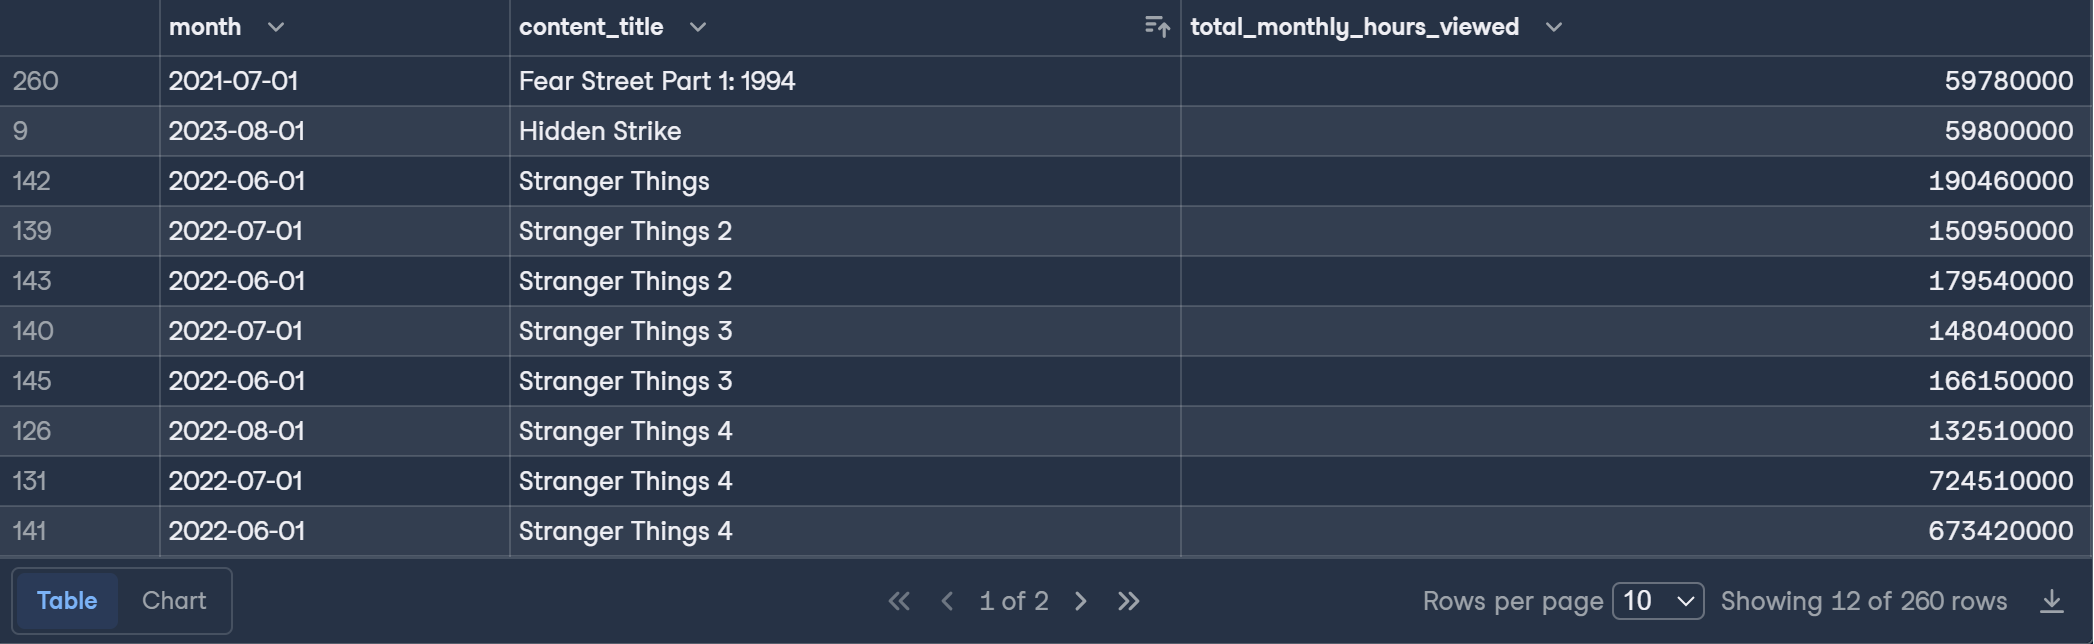 month content_title total_monthly_hours_viewed
260 2021-07-01 Fear Street Part 1: 1994 59780000
9 2023-08-01 Hidden Strike 59800000
142 2022-06-01 Stranger Things 190460000
139 2022-07-01 Stranger Things 2 150950000
143 2022-06-01 Stranger Things 2 179540000
140 2022-07-01 Stranger Things 3 148040000
145 2022-06-01 Stranger Things 3 166150000
126 2022-08-01 Stranger Things 4 132510000
131 2022-07-01 Stranger Things 4 724510000
141 2022-06-01 Stranger Things 4 673420000
Table Chart 1 of 2 Rows per page 10 Showing 12 of 260 rows